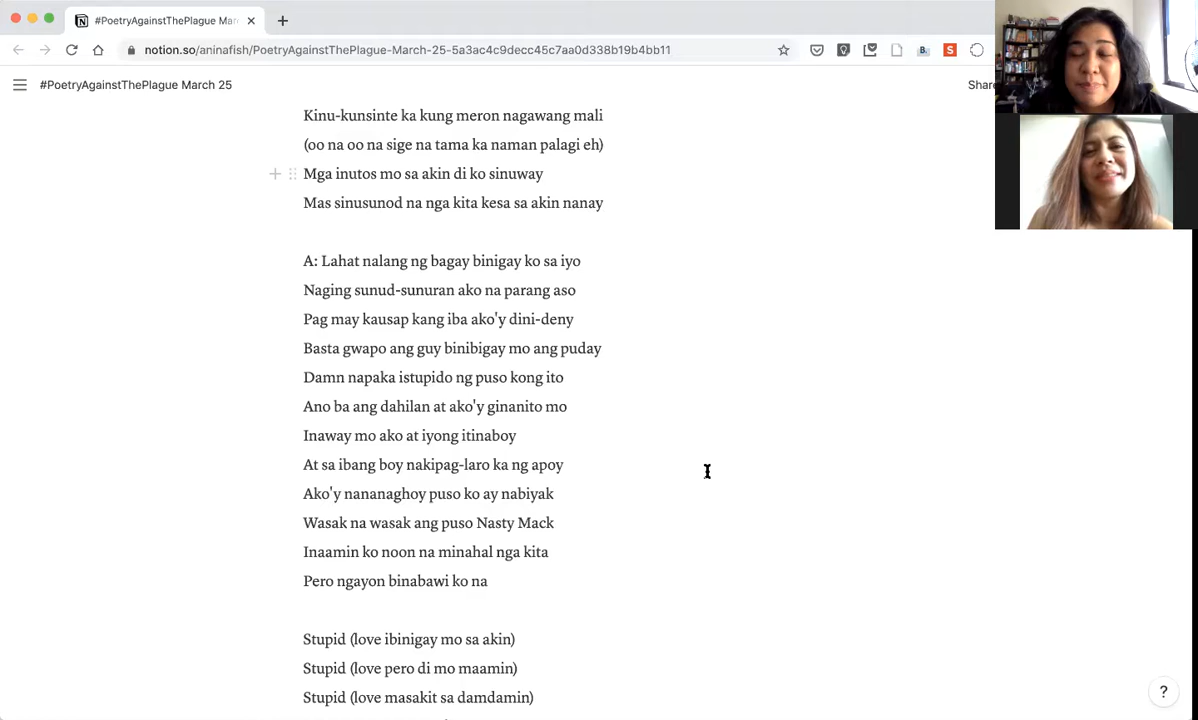 #PoetryAgainstThePlague Mar
notion.so/aninafish/PoetryAgainstThePlague-March-25-5a3ac4c9decc45c7aa0d338b19b4bb11
#PoetryAgainstThePlague March 25
Share
Kinu-kunsinte ka kung meron nagawang mali
(oo na oo na sige na tama ka naman palagi eh)
Mga inutos mo sa akin di ko sinuway
Mas sinusunod na nga kita kesa sa akin nanay
A: Lahat nalang ng bagay binigay ko sa iyo
Naging sunud-sunuran ako na parang aso
Pag may kausap kang iba ako'y dini-deny
Basta gwapo ang guy binibigay mo ang puday
Damn napaka istupido ng puso kong ito
Ano ba ang dahilan at ako'y ginanito mo
Inaway mo ako at iyong itinaboy
At sa ibang boy nakipag-laro ka ng apoy
Ako'y nananaghoy puso ko ay nabiyak
Wasak na wasak ang puso Nasty Mack
Inaamin ko noon na minahal nga kita
Pero ngayon binabawi ko na
Stupid (love ibinigay mo sa akin)
Stupid (love pero di mo maamin)
Stupid (love masakit sa damdamin)
?